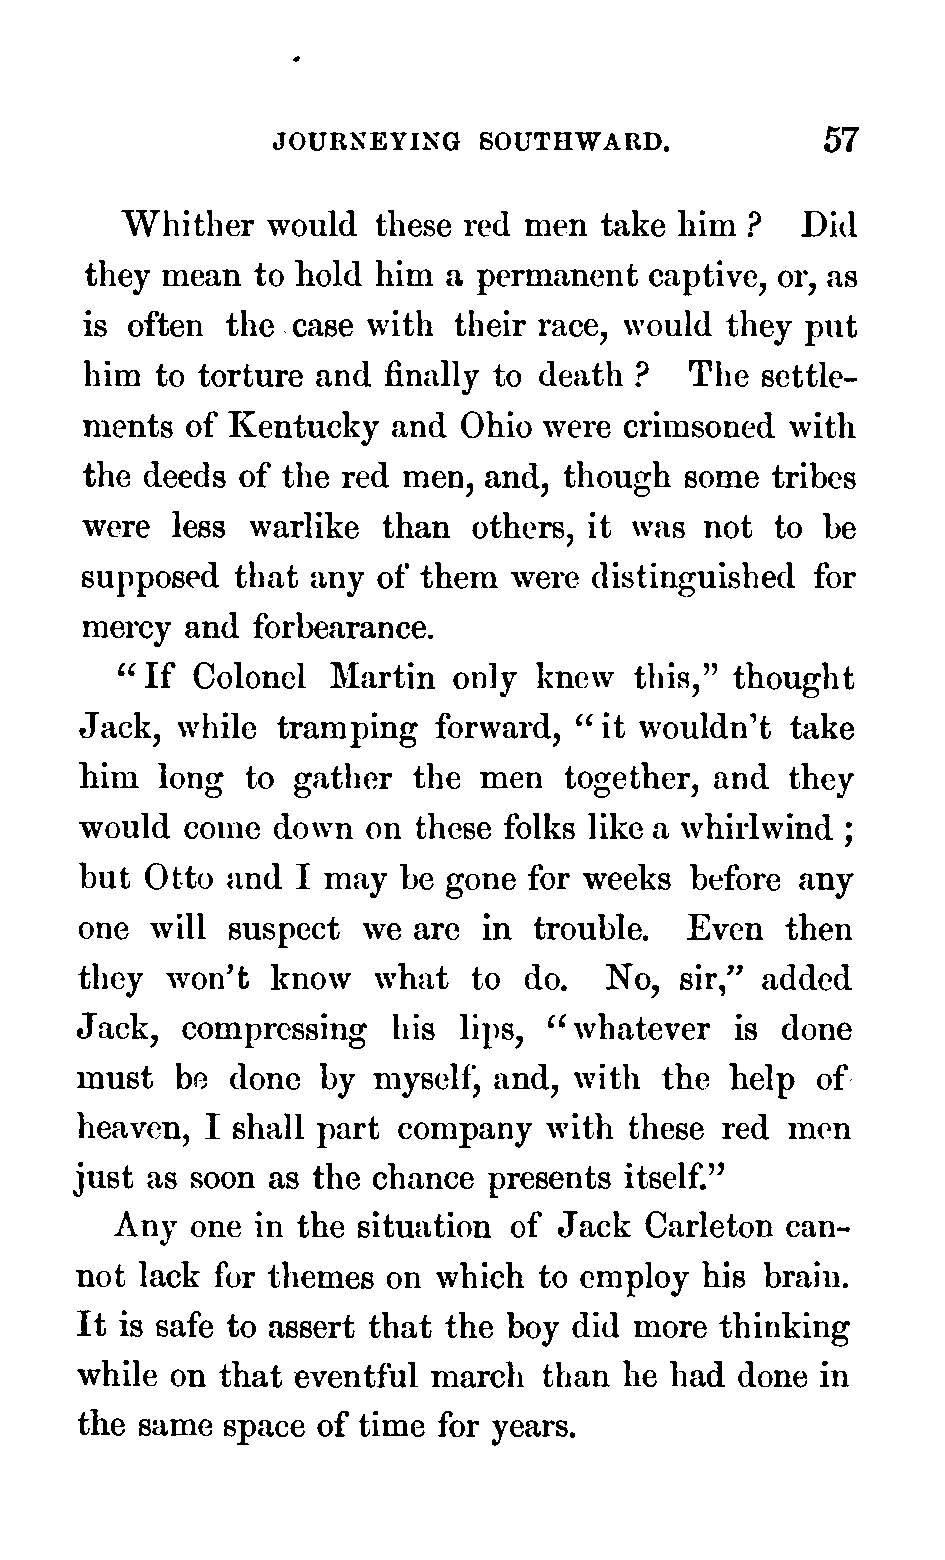 JOURNEYING SOUTHWARD. 57
Whither would these red men take him ? Did
they mean to hold him a permanent captive, or, as
is often the case with their race, would they put
him to torture and finally to death ? The settle-
ments of Kentucky and Ohio were crimsoned with
the deeds of the red men, and, though some tribes
were less warlike than others, it was not to be
supposed that any of them were distinguished for
mercy and forbearance.
“ If Colonel Martin only knew this,” thought
Jack, while tramping forward, “ it wouldn’t take
him long to gather the men together, and they
would come down on these folks like a whirlwind ;
but Otto and I may be gone for weeks before any
one will suspect we are in trouble. Even then
they won’t know what to do. No, sir,” added
Jack, compressing his lips, “ whatever is done
must be done by myself, and, with the help of
heaven, I shall part company with these red men
just as soon as the chance presents itself.”
Any one in the situation of Jack Carleton can-
not lack for themes on which to employ his brain.
It is safe to assert that the boy did more thinking
while on that eventful march than he had done in
the same space of time for years.